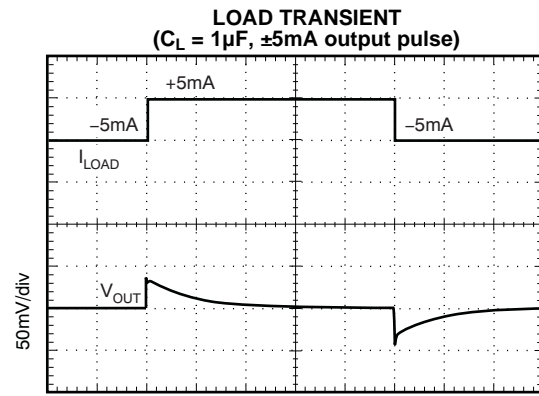 LOAD TRANSIENT
(CL = 1µF, ±5mA output pulse)
+5mA
−5mA
−5mA
ILOAD
VOUT
50mV/div